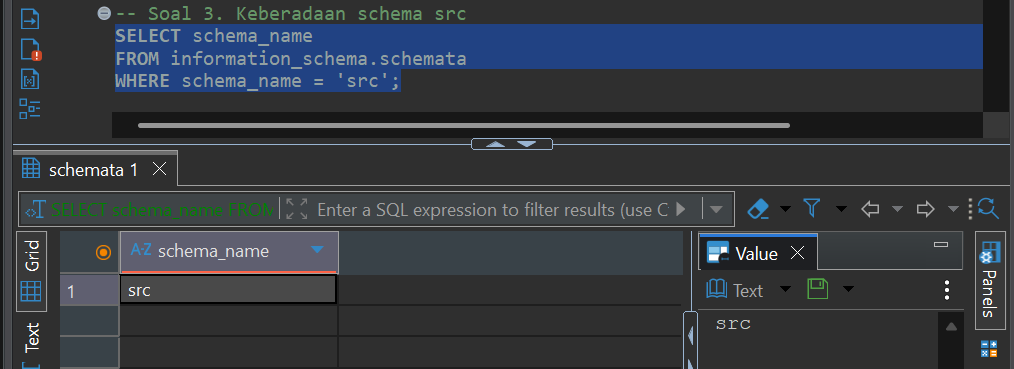 -- Soal 3. Keberadaan schema src
SELECT schema_name
FROM information_schema.schemata
WHERE schema_name = 'src';
schemata 1
SELECT schema_name FROM
Enter a SQL expression to filter results (use C
Grid
A-Z schema_name
Value
Panels
1
src
Text
src
Text